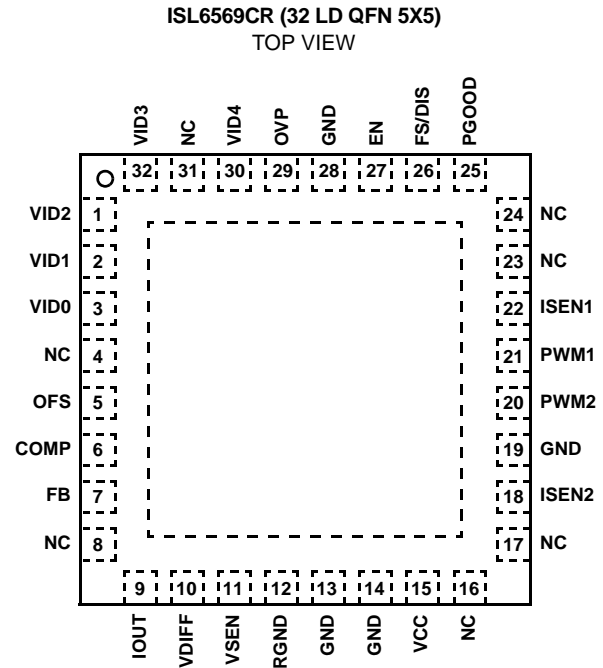 ISL6569CR (32 LD QFN 5X5)
TOP VIEW
VID3 NC VID4 OVP GND EN FS/DIS PGOOD
32 31 30 29 28 27 26 25
VID2 1 24 NC
VID1 2 23 NC
VID0 3 22 ISEN1
NC 4 21 PWM1
OFS 5 20 PWM2
COMP 6 19 GND
FB 7 18 ISEN2
NC 8 17 NC
9 10 11 12 13 14 15 16
IOUT VDIFF VSEN RGND GND GND VCC NC